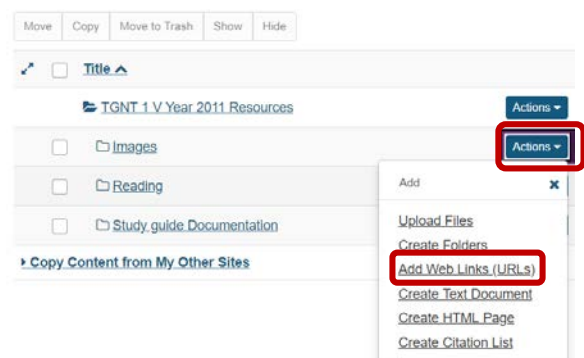 Move Copy Move to Trash Show Hide
Title
TGNT 1 V Year 2011 Resources Actions
Images Actions
Reading
Study guide Documentation
Copy Content from My Other Sites
Add
Upload Files
Create Folders
Add Web Links (URLs)
Create Text Document
Create HTML Page
Create Citation List